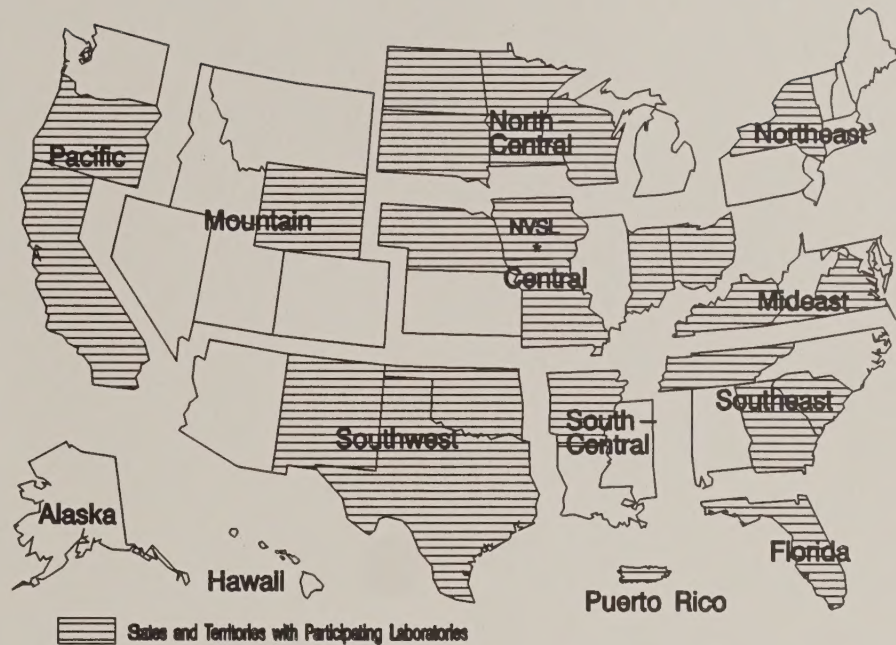 North-
Central
Northeast
Pacific
Mountain
NVSL
*
Central
Mideast
Southeast
South-
Central
Southwest
Alaska
Hawaii
Florida
Puerto Rico
States and Territories with Participating Laboratories